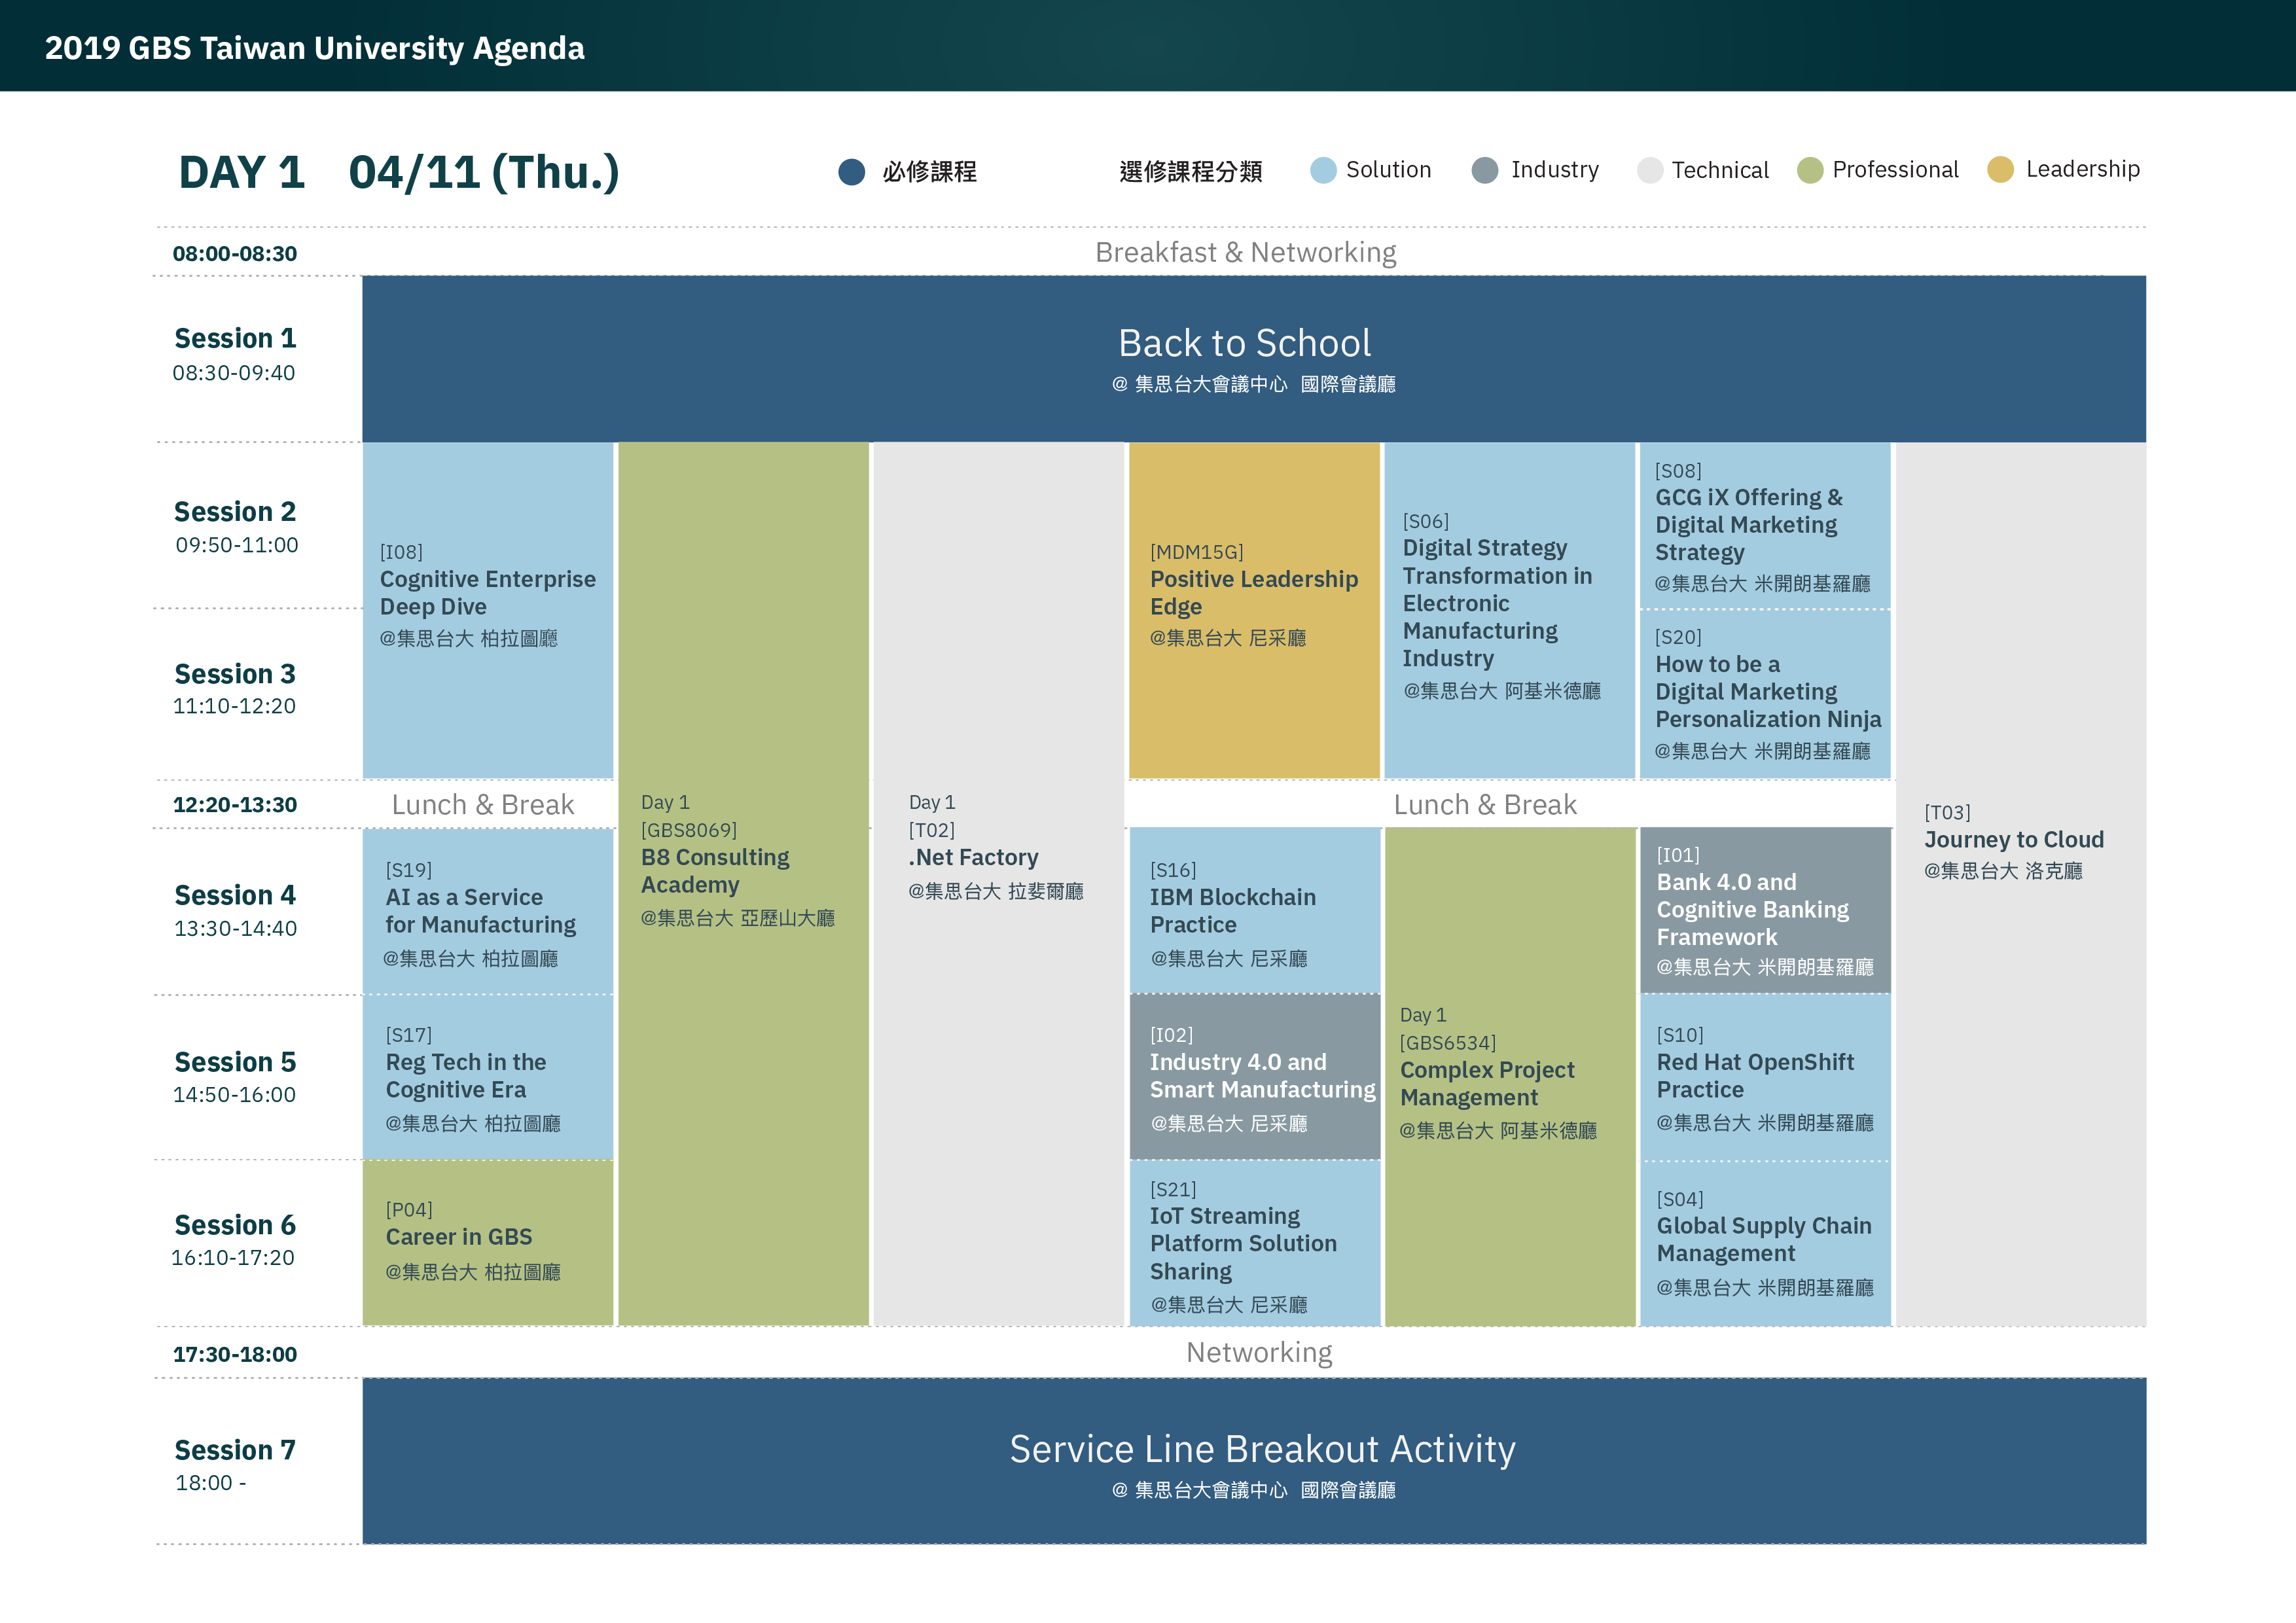 2019 GBS Taiwan University Agenda
DAY 1 04/11 (Thu.)
必修課程
選修課程分類
Solution
Industry
Technical
Professional
Leadership
08:00-08:30
Breakfast & Networking
Session 1
08:30-09:40
Back to School
@ 集思台大會議中心 國際會議廳
Session 2
09:50-11:00
Session 3
11:10-12:20
[I08]
Cognitive Enterprise
Deep Dive
@集思台大 柏拉圖廳
[MDM15G]
Positive Leadership
Edge
@集思台大 尼采廳
[S06]
Digital Strategy
Transformation in
Electronic
Manufacturing
Industry
@集思台大 阿基米德廳
[S08]
GCG iX Offering &
Digital Marketing
Strategy
@集思台大 米開朗基羅廳
[S20]
How to be a
Digital Marketing
Personalization Ninja
@集思台大 米開朗基羅廳
12:20-13:30
Lunch & Break
Lunch & Break
Day 1
[GBS8069]
B8 Consulting
Academy
@集思台大 亞歷山大廳
Day 1
[T02]
.Net Factory
@集思台大 拉斐爾廳
[T03]
Journey to Cloud
@集思台大 洛克廳
Session 4
13:30-14:40
[S19]
AI as a Service
for Manufacturing
@集思台大 柏拉圖廳
[S16]
IBM Blockchain
Practice
@集思台大 尼采廳
[I01]
Bank 4.0 and
Cognitive Banking
Framework
@集思台大 米開朗基羅廳
Session 5
14:50-16:00
[S17]
Reg Tech in the
Cognitive Era
@集思台大 柏拉圖廳
[I02]
Industry 4.0 and
Smart Manufacturing
@集思台大 尼采廳
Day 1
[GBS6534]
Complex Project
Management
@集思台大 阿基米德廳
[S10]
Red Hat OpenShift
Practice
@集思台大 米開朗基羅廳
Session 6
16:10-17:20
[P04]
Career in GBS
@集思台大 柏拉圖廳
[S21]
IoT Streaming
Platform Solution
Sharing
@集思台大 尼采廳
[S04]
Global Supply Chain
Management
@集思台大 米開朗基羅廳
17:30-18:00
Networking
Session 7
18:00 -
Service Line Breakout Activity
@ 集思台大會議中心 國際會議廳